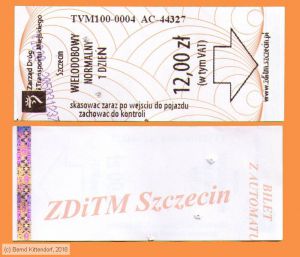 TVM100-0004 AC-44327
Zarząd Dróg
i Transportu Miejskiego
Szczecin
WIELODOBOWY
NORMALNY
1 DZIEŃ
12,00 zł
(w tym VAT)
www.zditm.szczecin.pl
skasować zaraz po wejściu do pojazdu
zachować do kontroli
ZDiTM Szczecin
BILET
Z AUTOMATU
(c) Bernd Kittendorf, 2018